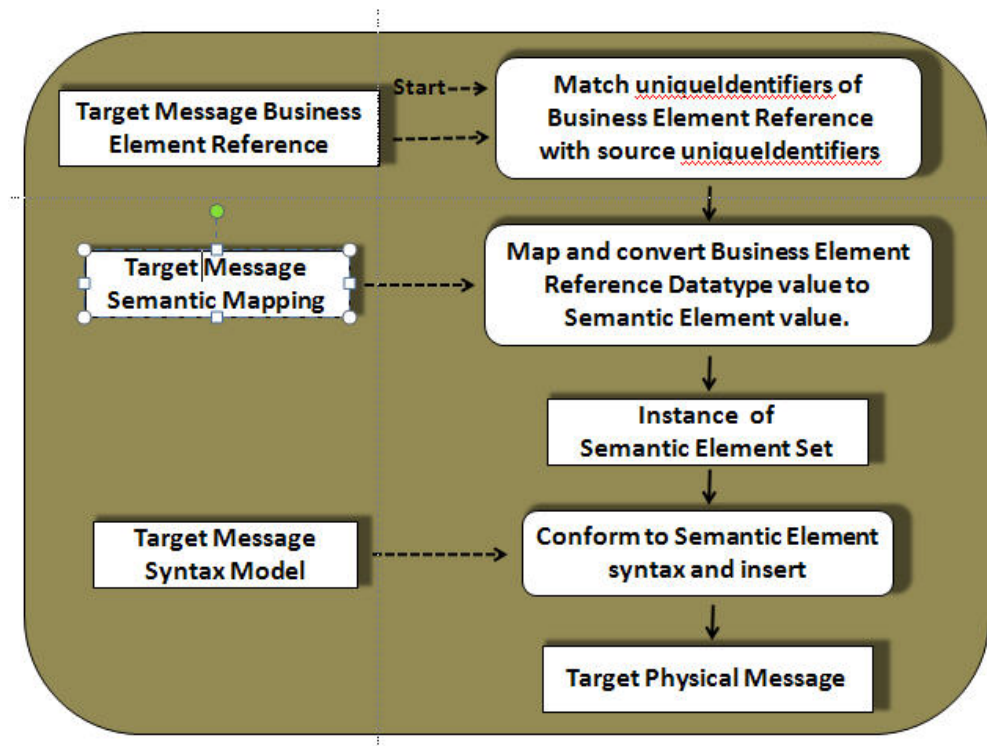 Target Message Business
Element Reference
Start
Match uniqueIdentifiers of
Business Element Reference
with source uniqueIdentifiers
Target Message
Semantic Mapping
Map and convert Business Element
Reference Datatype value to
Semantic Element value.
Instance of
Semantic Element Set
Target Message
Syntax Model
Conform to Semantic Element
syntax and insert
Target Physical Message